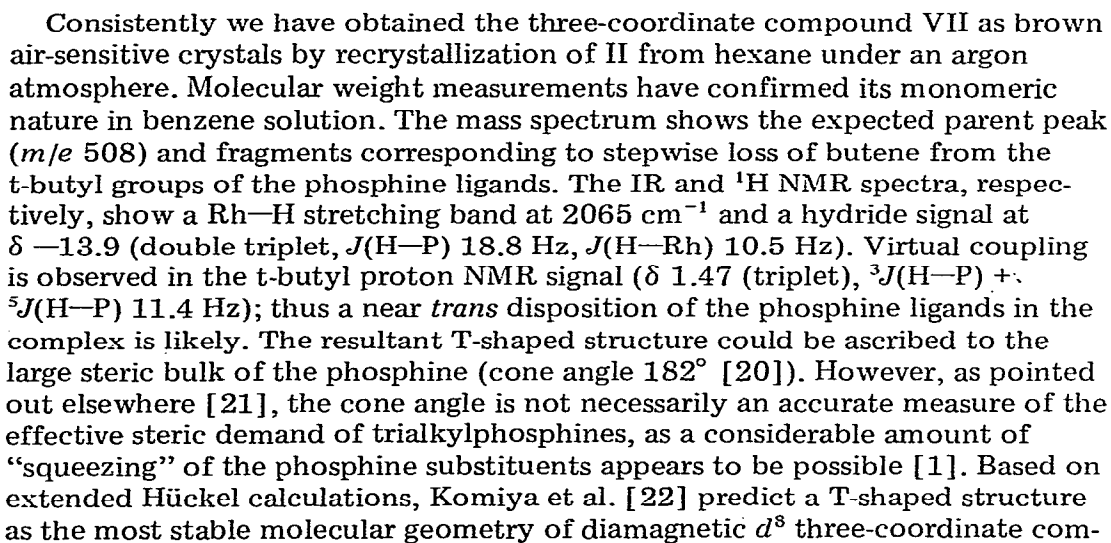 Consistently we have obtained the three-coordinate compound VII as brown
air-sensitive crystals by recrystallization of II from hexane under an argon
atmosphere. Molecular weight measurements have confirmed its monomeric
nature in benzene solution. The mass spectrum shows the expected parent peak
(m/e 508) and fragments corresponding to stepwise loss of butene from the
t-butyl groups of the phosphine ligands. The IR and ¹H NMR spectra, respec-
tively, show a Rh—H stretching band at 2065 cm⁻¹ and a hydride signal at
δ —13.9 (double triplet, J(H—P) 18.8 Hz, J(H—Rh) 10.5 Hz). Virtual coupling
is observed in the t-butyl proton NMR signal (δ 1.47 (triplet), ³J(H—P) +
⁵J(H—P) 11.4 Hz); thus a near trans disposition of the phosphine ligands in the
complex is likely. The resultant T-shaped structure could be ascribed to the
large steric bulk of the phosphine (cone angle 182° [20]). However, as pointed
out elsewhere [21], the cone angle is not necessarily an accurate measure of the
effective steric demand of trialkylphosphines, as a considerable amount of
“squeezing” of the phosphine substituents appears to be possible [1]. Based on
extended Hückel calculations, Komiya et al. [22] predict a T-shaped structure
as the most stable molecular geometry of diamagnetic d⁸ three-coordinate com-